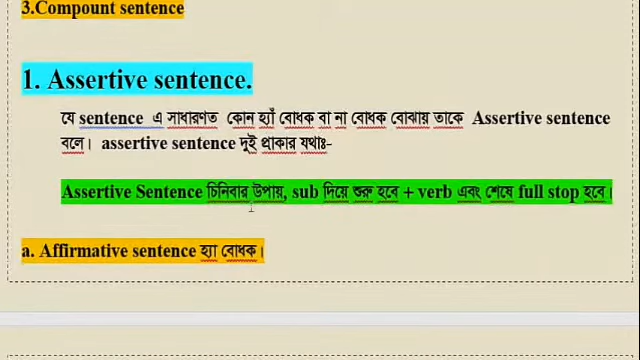 3.Compount sentence
1. Assertive sentence.
যে sentence এ সাধারণত কোন হ্যাঁ বোধক বা না বোধক বোঝায় তাকে Assertive sentence
বলে। assertive sentence দুই প্রাকার যথাঃ-
Assertive Sentence চিনিবার উপায়, sub দিয়ে শুরু হবে + verb এবং শেষে full stop হবে।
a. Affirmative sentence হ্যা বোধক।